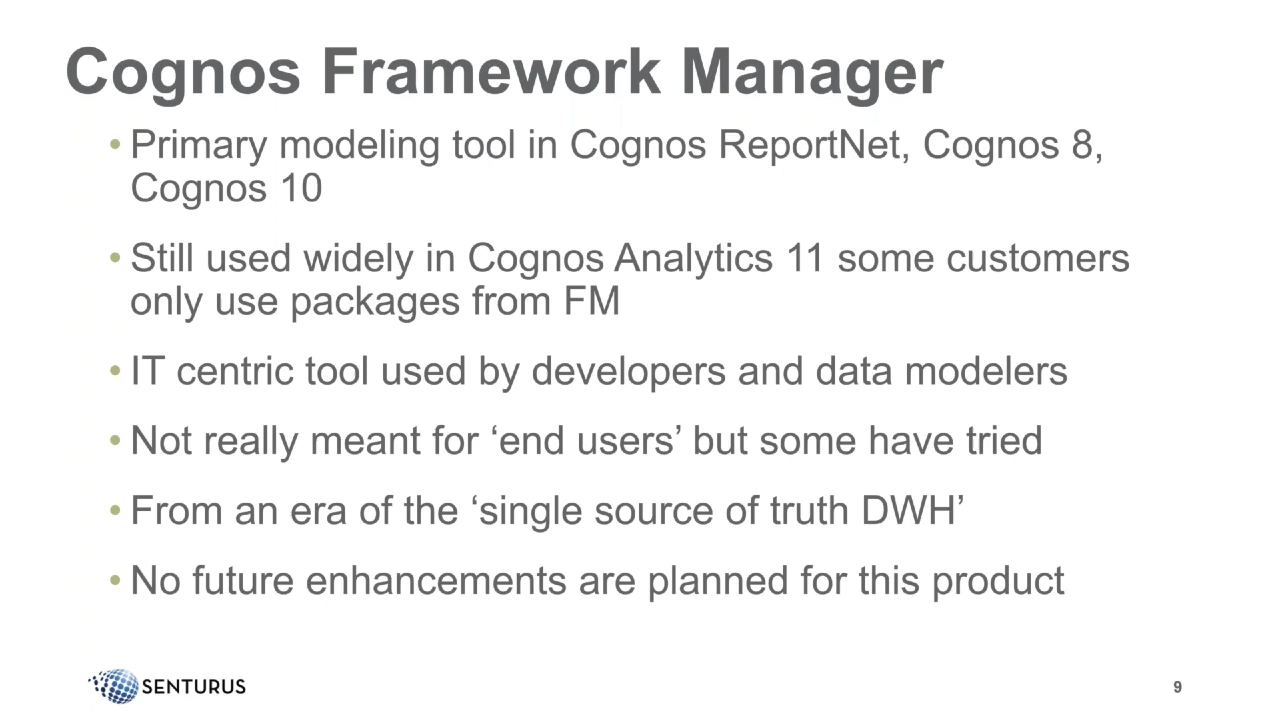 Cognos Framework Manager
• Primary modeling tool in Cognos ReportNet, Cognos 8,
Cognos 10
• Still used widely in Cognos Analytics 11 some customers
only use packages from FM
• IT centric tool used by developers and data modelers
• Not really meant for ‘end users’ but some have tried
• From an era of the ‘single source of truth DWH’
• No future enhancements are planned for this product
SENTURUS
9